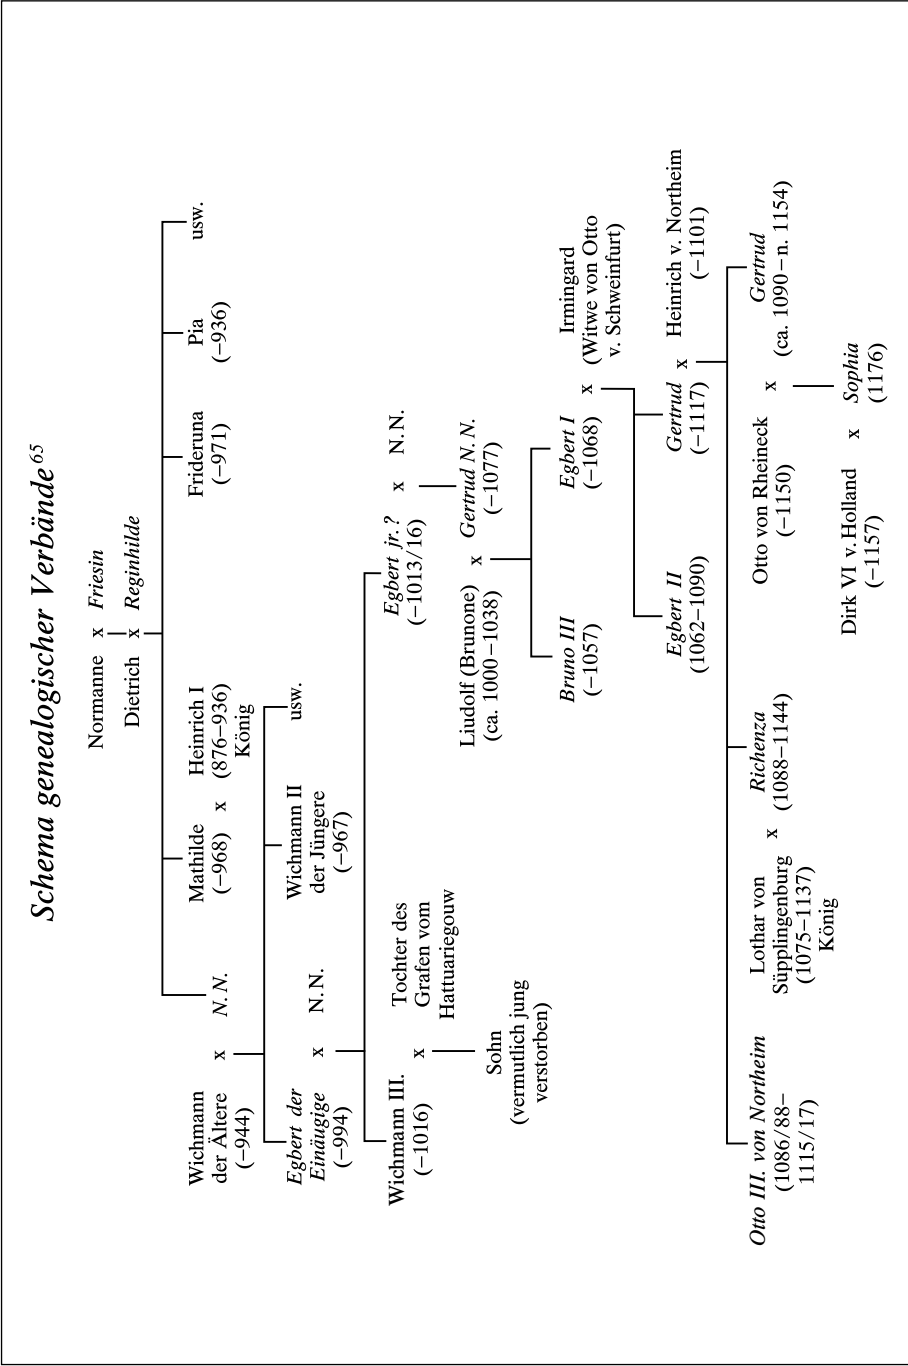 Schema genealogischer Verbände65
Normanne x Friesin
Dietrich x Reginhilde
Wichmann
der Ältere
(–944)
x
N.N.
Mathilde
(–968)
x
Heinrich I
(876–936)
König
Frideruna
(–971)
Pia
(–936)
usw.
Egbert der
Einäugige
(–994)
x
N.N.
Wichmann II
der Jüngere
(–967)
usw.
Wichmann III.
(–1016)
x
Tochter des
Grafen vom
Hattuariegouw
Egbert jr.?
(–1013/16)
x
N.N.
Sohn
(vermutlich jung
verstorben)
Liudolf (Brunone)
(ca. 1000–1038)
x
Gertrud N. N.
(–1077)
Bruno III
(–1057)
Egbert I
(–1068)
x
Irmingard
(Witwe von Otto
v. Schweinfurt)
Egbert II
(1062–1090)
Gertrud
(–1117)
x
Heinrich v. Northeim
(–1101)
Otto III. von Northeim
(1086/88–
1115/17)
Lothar von
Süpplingenburg
(1075–1137)
König
x
Richenza
(1088–1144)
Otto von Rheineck
(–1150)
x
Gertrud
(ca. 1090–n. 1154)
Dirk VI v. Holland
(–1157)
x
Sophia
(1176)